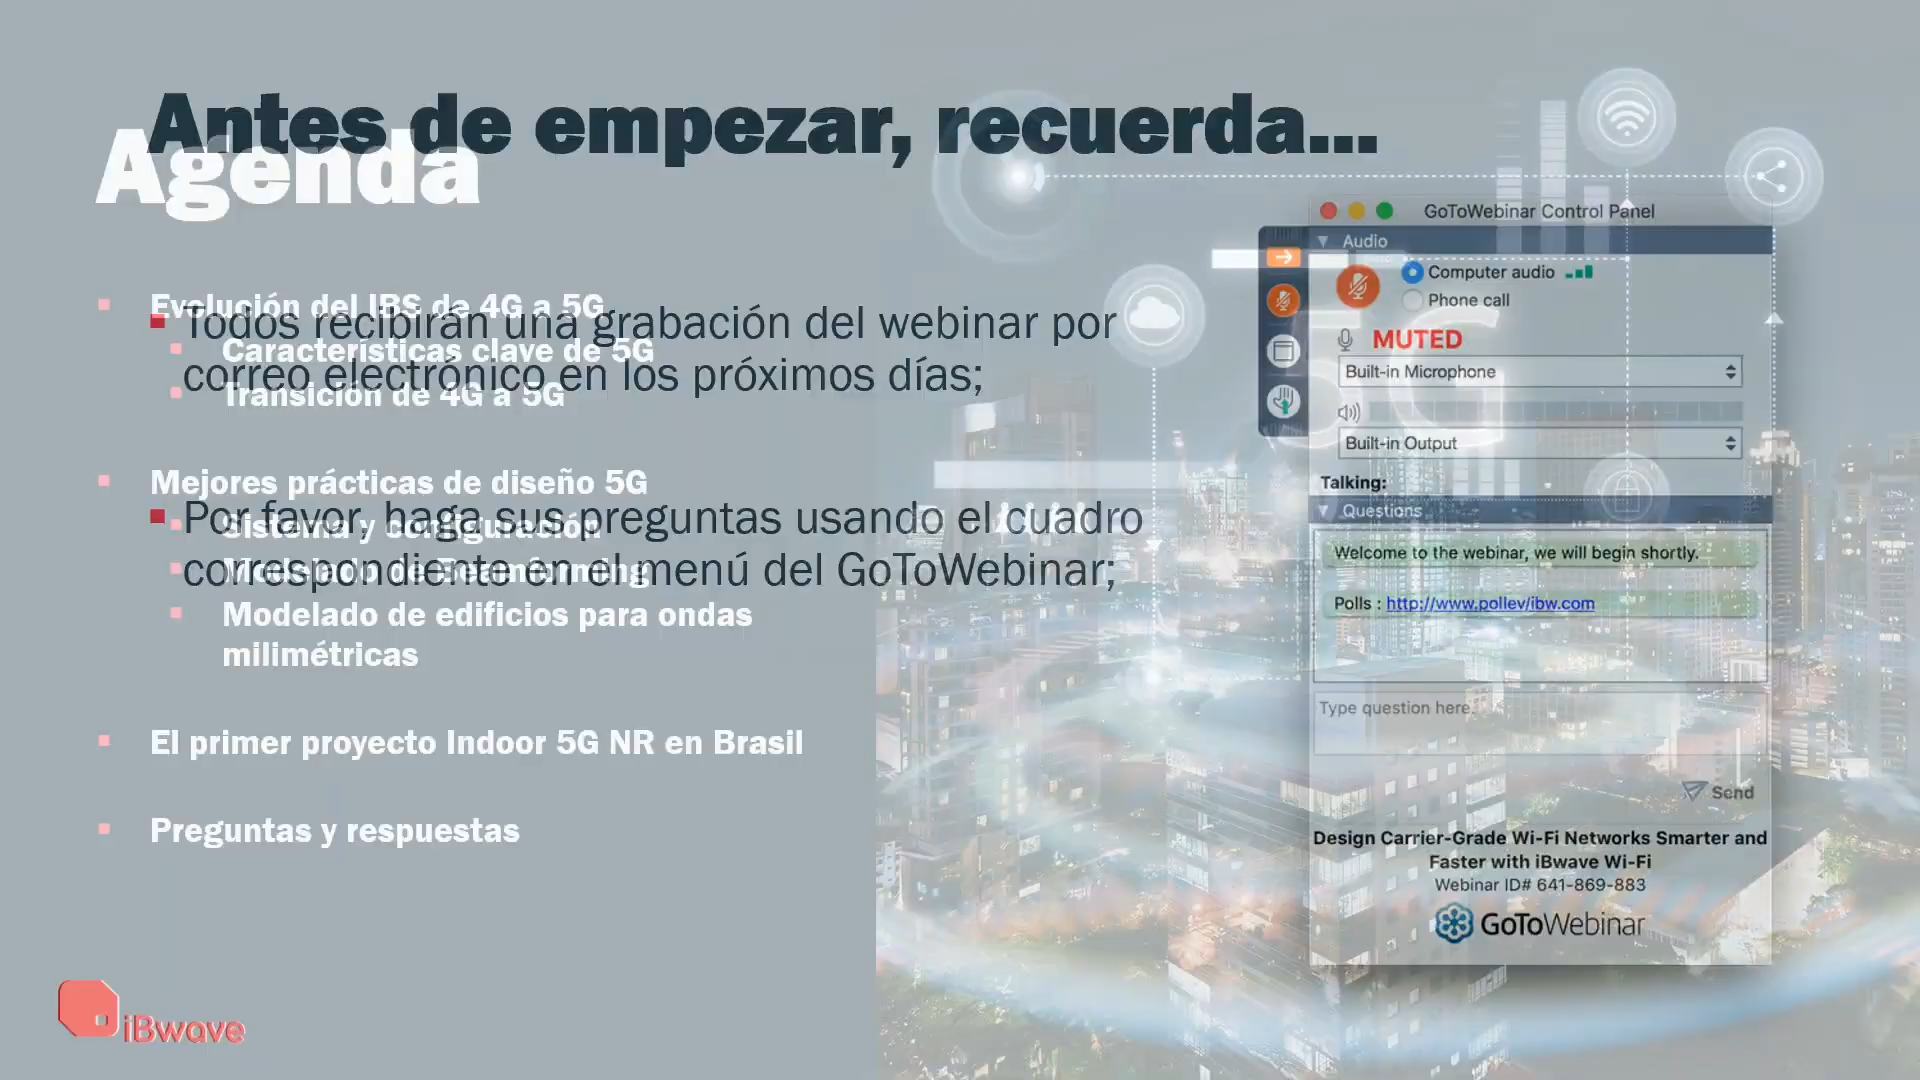 Antes de empezar, recuerda...
Todos recibirán una grabación del webinar por
correo electrónico en los próximos días;
Por favor, haga sus preguntas usando el cuadro
correspondiente en el menú del GoToWebinar;
Agenda
Evolución del IBS de 4G a 5G
Características clave de 5G
Transición de 4G a 5G
Mejores prácticas de diseño 5G
Sistema y configuración
Modelado de Beamforming
Modelado de edificios para ondas
milimétricas
El primer proyecto Indoor 5G NR en Brasil
Preguntas y respuestas
iBwave
5G
GoToWebinar Control Panel
Audio
Computer audio
Phone call
MUTED
Built-in Microphone
Built-in Output
Talking:
Questions
Welcome to the webinar, we will begin shortly.
Polls : http://www.pollev/ibw.com
Type question here.
Send
Design Carrier-Grade Wi-Fi Networks Smarter and
Faster with iBwave Wi-Fi
Webinar ID# 641-869-883
GoToWebinar